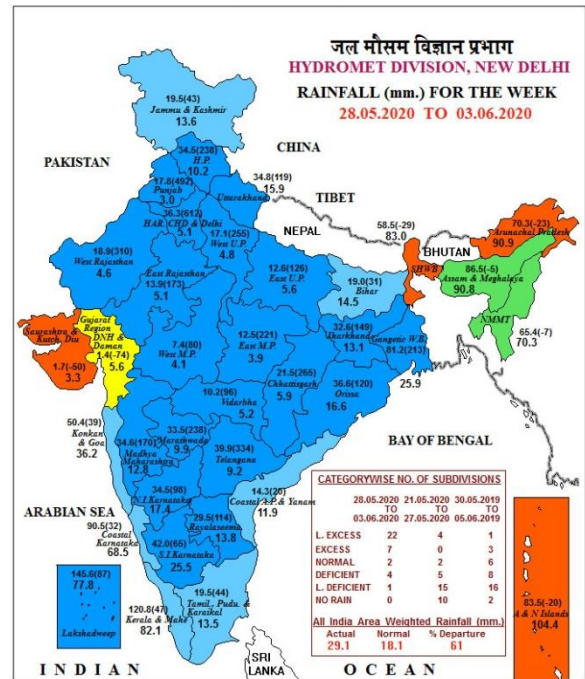 जल मौसम विज्ञान प्रभाग
HYDROMET DIVISION, NEW DELHI
RAINFALL (mm.) FOR THE WEEK
28.05.2020 TO 03.06.2020
19.5(43)
Jammu & Kashmir
13.6
CHINA
PAKISTAN
34.5(238)
H.P.
10.2
34.8(119)
15.9
Uttarakhand
TIBET
17.8(492)
Punjab
3.0
36.3(612)
HAR. CHD & Delhi
5.1
17.1(255)
West U.P.
4.8
NEPAL
58.5(-29)
83.0
SHWB
BHUTAN
70.3(-23)
Arunachal Pradesh
90.9
18.9(310)
West Rajasthan
4.6
East Rajasthan
13.9(173)
5.1
12.6(126)
East U.P.
5.6
19.0(31)
Bihar
14.5
86.5(-5)
Assam & Meghalaya
90.8
NMMT
65.4(-7)
70.3
Saurashtra &
Kutch, Diu
1.7(-50)
3.3
Gujarat
Region
DNH &
Daman
1.4(-74)
5.6
7.4(80)
West M.P.
4.1
12.5(221)
East M.P.
3.9
32.6(149)
Jharkhand
13.1
Gangetic W.B.
81.2(213)
25.9
21.5(265)
Chhattisgarh
5.9
36.6(120)
Orissa
16.6
10.2(96)
Vidarbha
5.2
50.4(39)
Konkan
& Goa
36.2
34.6(170)
Madhya
Maharashtra
12.8
33.5(238)
Marathwada
9.9
39.9(334)
Telangana
9.2
BAY OF BENGAL
ARABIAN SEA
34.5(98)
N.I.Karnataka
17.4
14.3(20)
Coastal A.P.& Yanam
11.9
29.5(114)
Rayalaseema
13.8
90.5(32)
Coastal
Karnataka
68.5
42.0(65)
S.I.Karnataka
25.5
145.6(87)
77.8
Lakshadweep
120.8(47)
Kerala & Mahe
82.1
19.5(44)
Tamil, Pudu. &
Karaikal
13.5
CATEGORYWISE NO. OF SUBDIVISIONS
28.05.2020 21.05.2020 30.05.2019
TO TO TO
03.06.2020 27.05.2020 05.06.2019
L. EXCESS 22 4 1
EXCESS 7 0 3
NORMAL 2 2 6
DEFICIENT 4 5 8
L. DEFICIENT 1 15 16
NO RAIN 0 10 2
All India Area Weighted Rainfall (mm.)
Actual Normal % Departure
29.1 18.1 61
83.5(-20)
A & N Islands
104.4
SRI
LANKA
INDIAN OCEAN